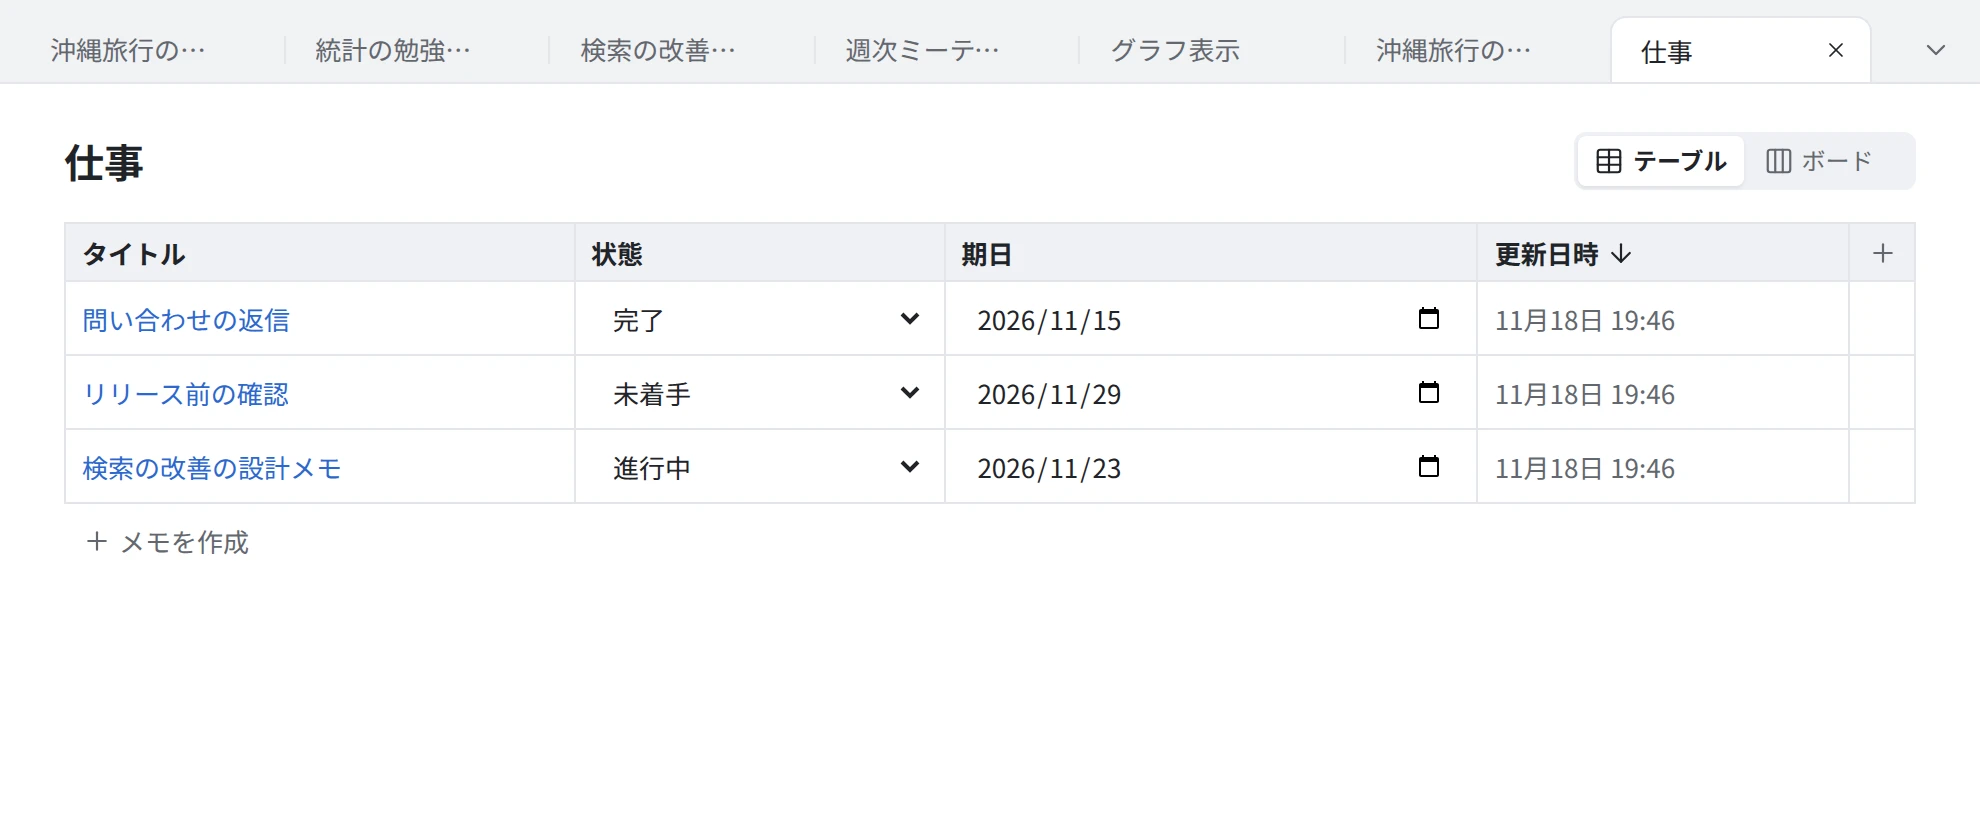 沖縄旅行の…
統計の勉強…
検索の改善…
週次ミーテ…
グラフ表示
沖縄旅行の…
仕事
仕事
テーブル ボード
タイトル 状態 期日 更新日時
問い合わせの返信 完了 2026/11/15 11月18日 19:46
リリース前の確認 未着手 2026/11/29 11月18日 19:46
検索の改善の設計メモ 進行中 2026/11/23 11月18日 19:46
メモを作成